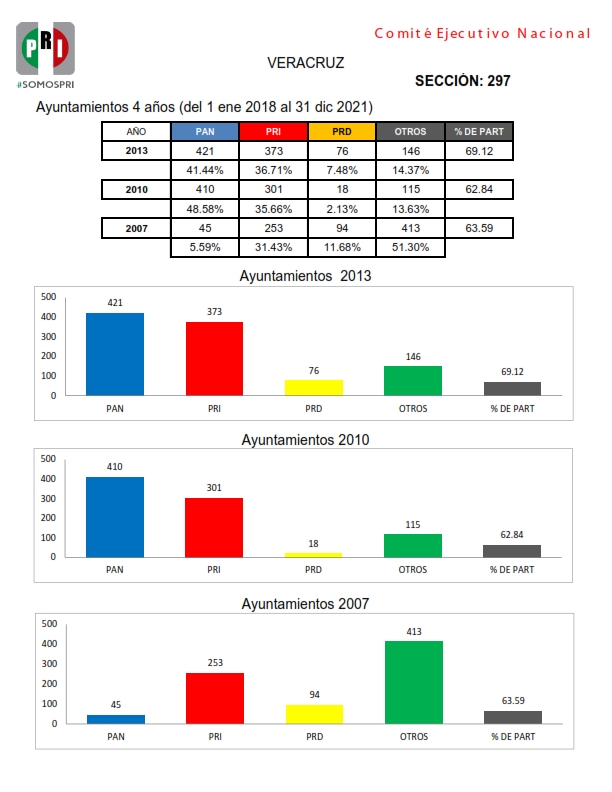 Comité Ejecutivo Nacional
PRI
#SOMOSPRI
VERACRUZ
SECCIÓN: 297
Ayuntamientos 4 años (del 1 ene 2018 al 31 dic 2021)
AÑO PAN PRI PRD OTROS % DE PART
2013 421 373 76 146 69.12
41.44% 36.71% 7.48% 14.37%
2010 410 301 18 115 62.84
48.58% 35.66% 2.13% 13.63%
2007 45 253 94 413 63.59
5.59% 31.43% 11.68% 51.30%
Ayuntamientos 2013
500
400
300
200
100
0
421 373 76 146 69.12
PAN PRI PRD OTROS % DE PART
Ayuntamientos 2010
500
400
300
200
100
0
410 301 18 115 62.84
PAN PRI PRD OTROS % DE PART
Ayuntamientos 2007
500
400
300
200
100
0
45 253 94 413 63.59
PAN PRI PRD OTROS % DE PART